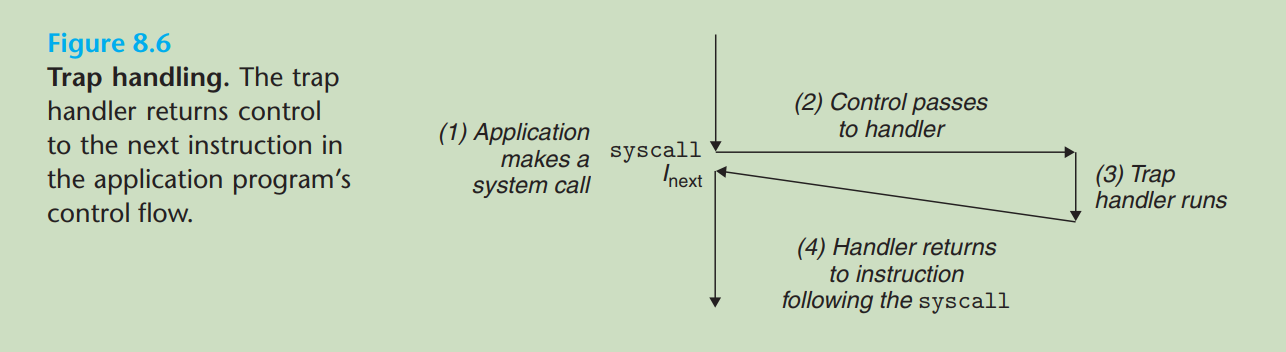 Figure 8.6
Trap handling. The trap
handler returns control
to the next instruction in
the application program's
control flow.
(1) Application
makes a
system call
syscall
Inext
(2) Control passes
to handler
(3) Trap
handler runs
(4) Handler returns
to instruction
following the syscall